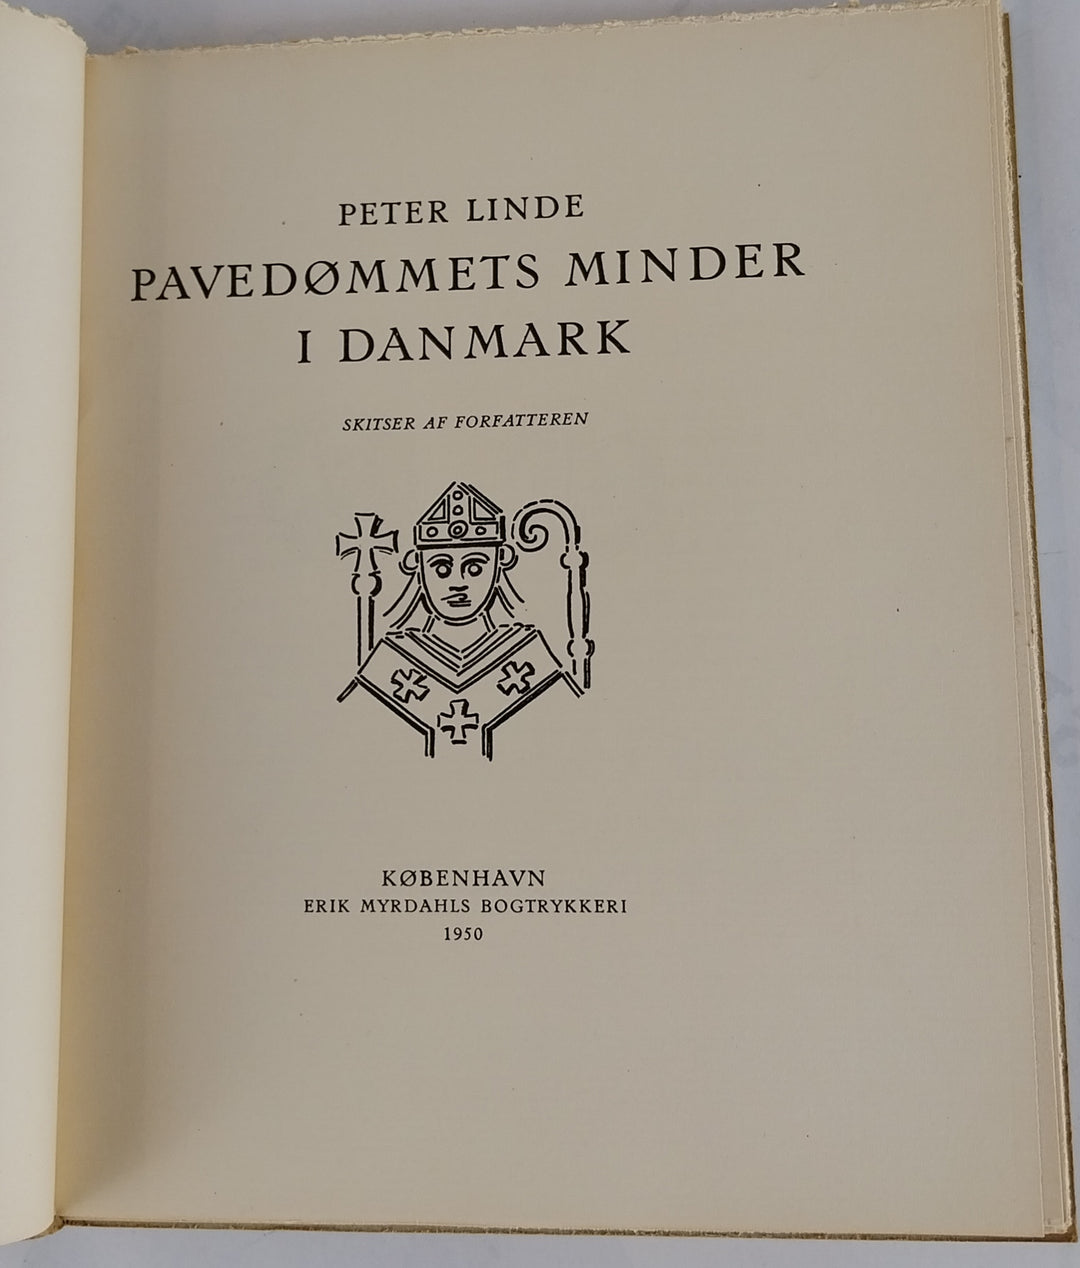 PETER LINDE
PAVEDØMMETS MINDER
I DANMARK
SKITSER AF FORFATTEREN
KØBENHAVN
ERIK MYRDAHLS BOGTRYKKERI
1950